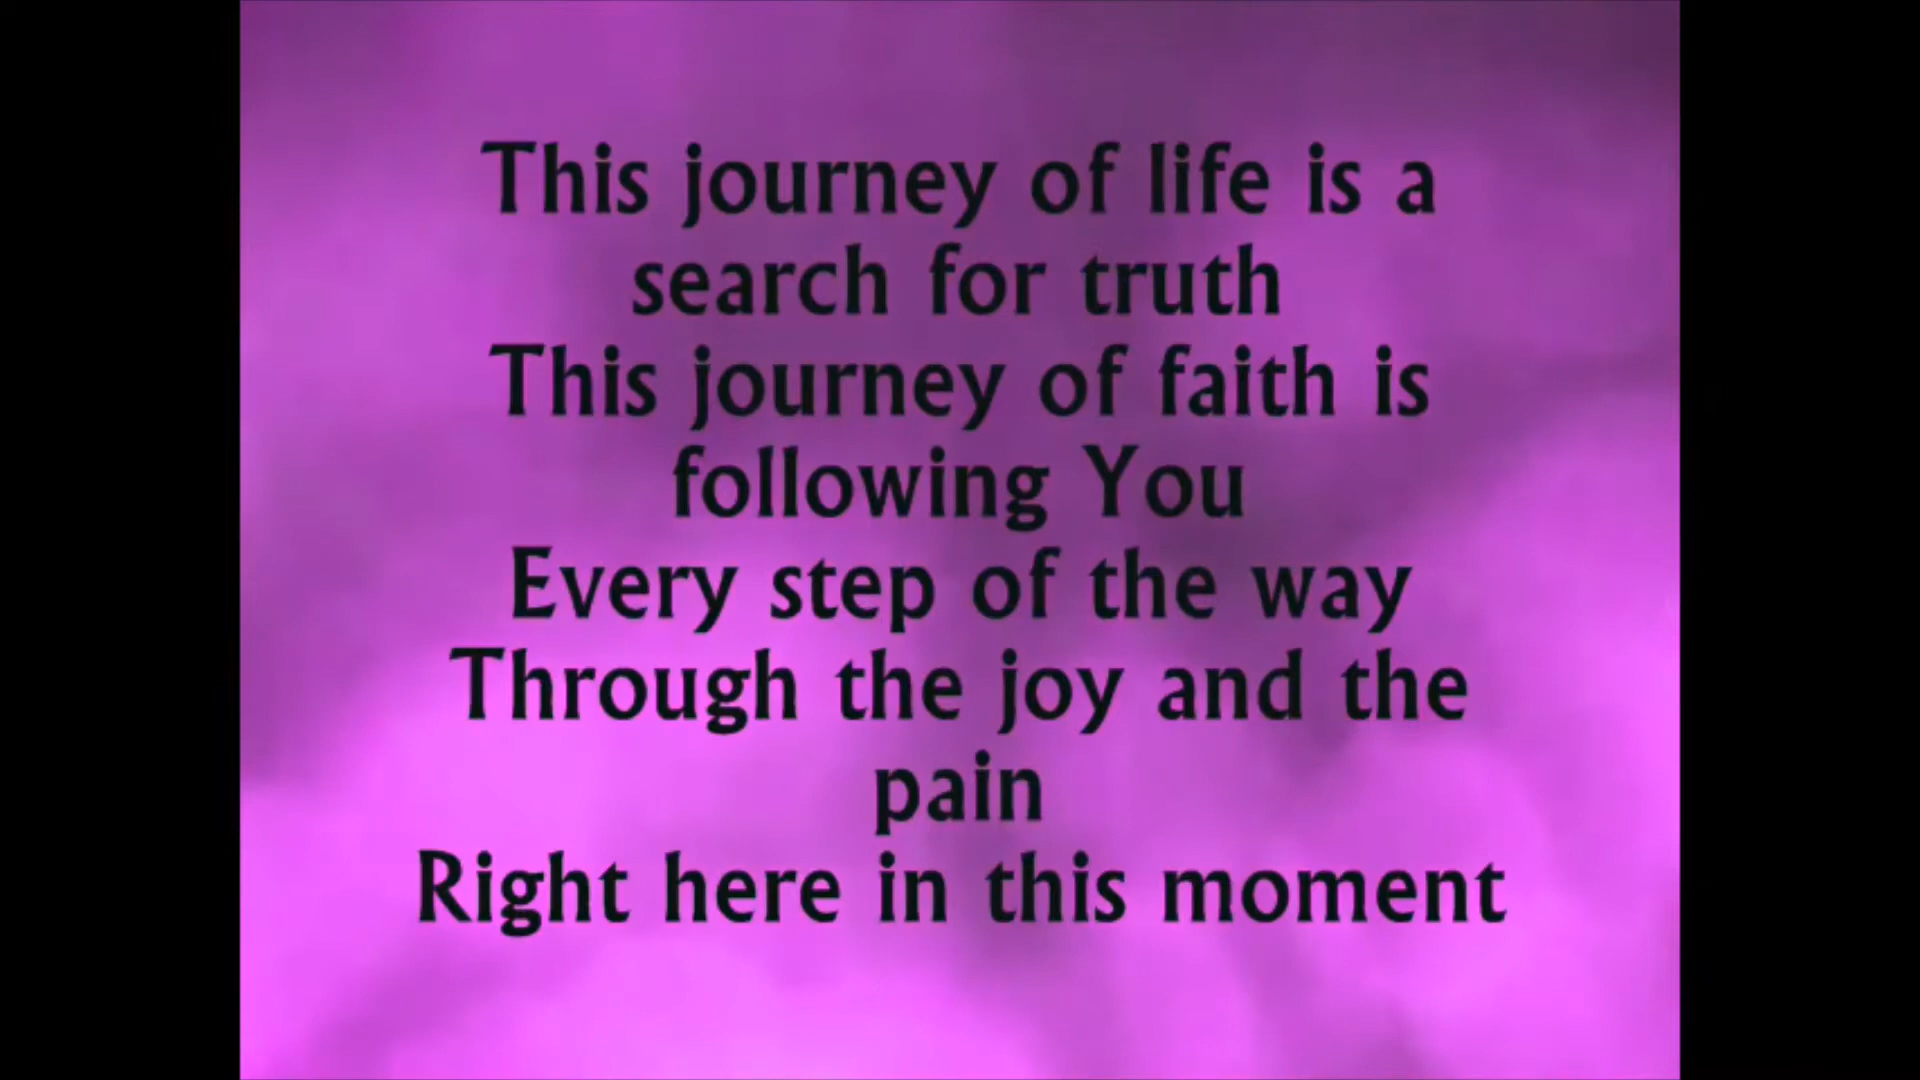 This journey of life is a
search for truth
This journey of faith is
following You
Every step of the way
Through the joy and the
pain
Right here in this moment